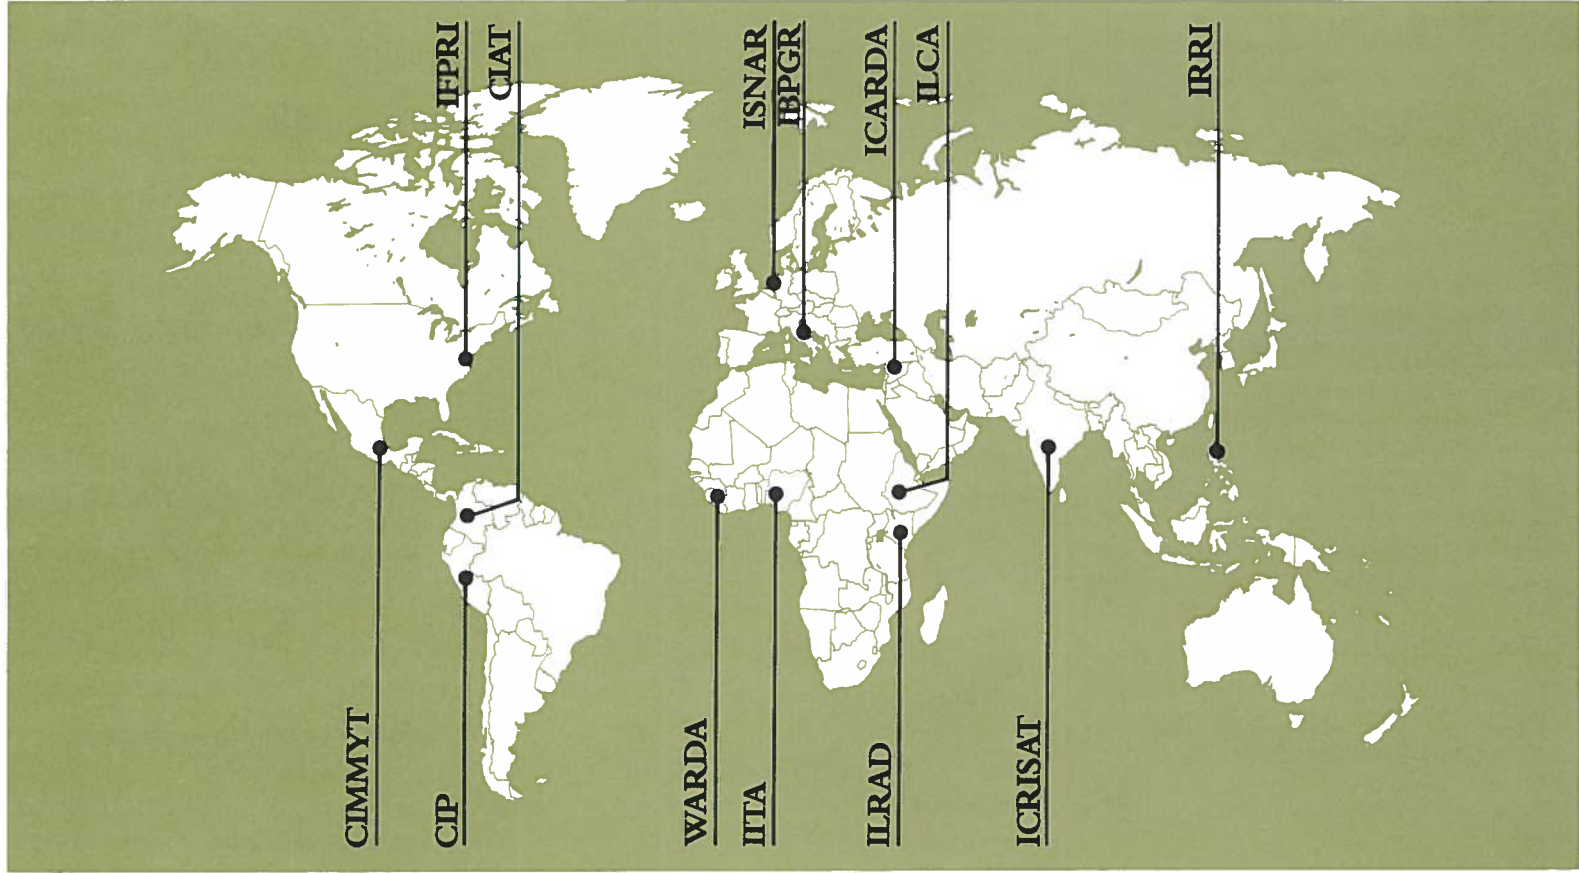 IFPRI
CIAT
ISNAR
IBPGR
ICARDA
ILCA
IRRI
CIMMYT
CIP
WARDA
IITA
ILRAD
ICRISAT